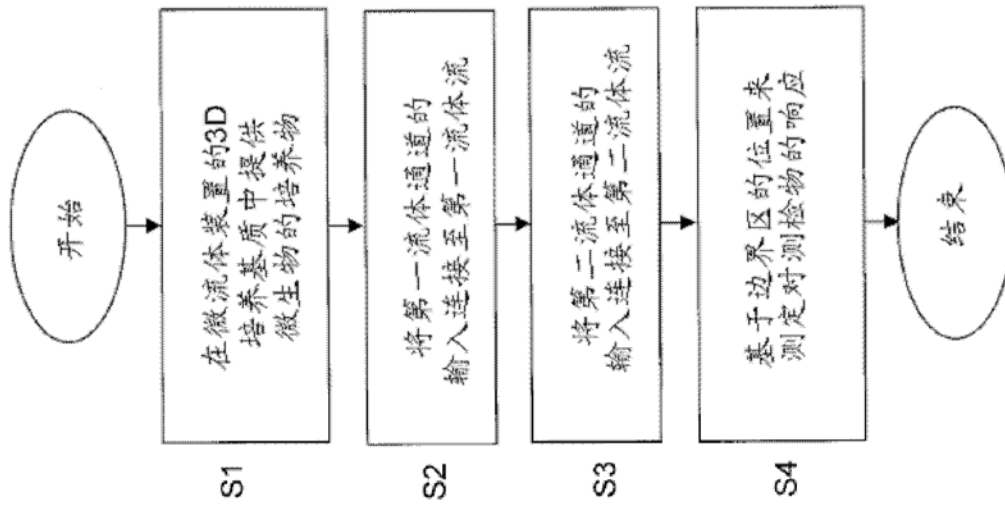 开始
S1
在微流体装置的3D
培养基质中提供
微生物的培养物
S2
将第一流体通道的
输入连接至第一流体流
S3
将第二流体通道的
输入连接至第二流体流
S4
基于边界区的位置来
测定对测检物的响应
结束